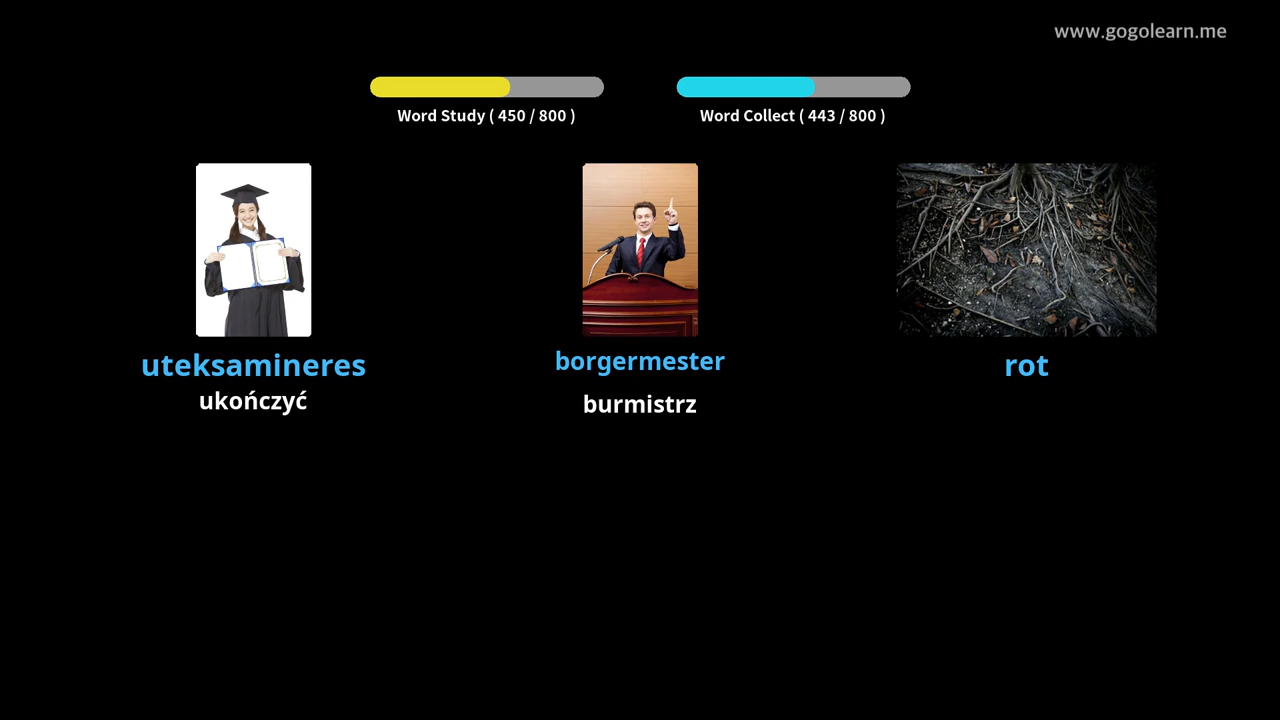 www.gogolearn.me
Word Study ( 450 / 800 )
Word Collect ( 443 / 800 )
uteksamineres
ukończyć
borgermester
burmistrz
rot